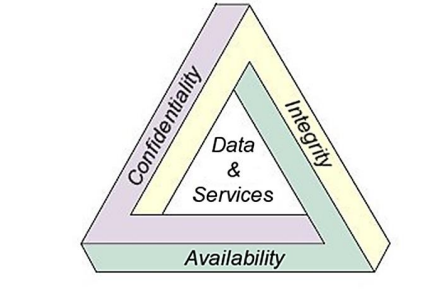 Confidentiality
Integrity
Data
&
Services
Availability